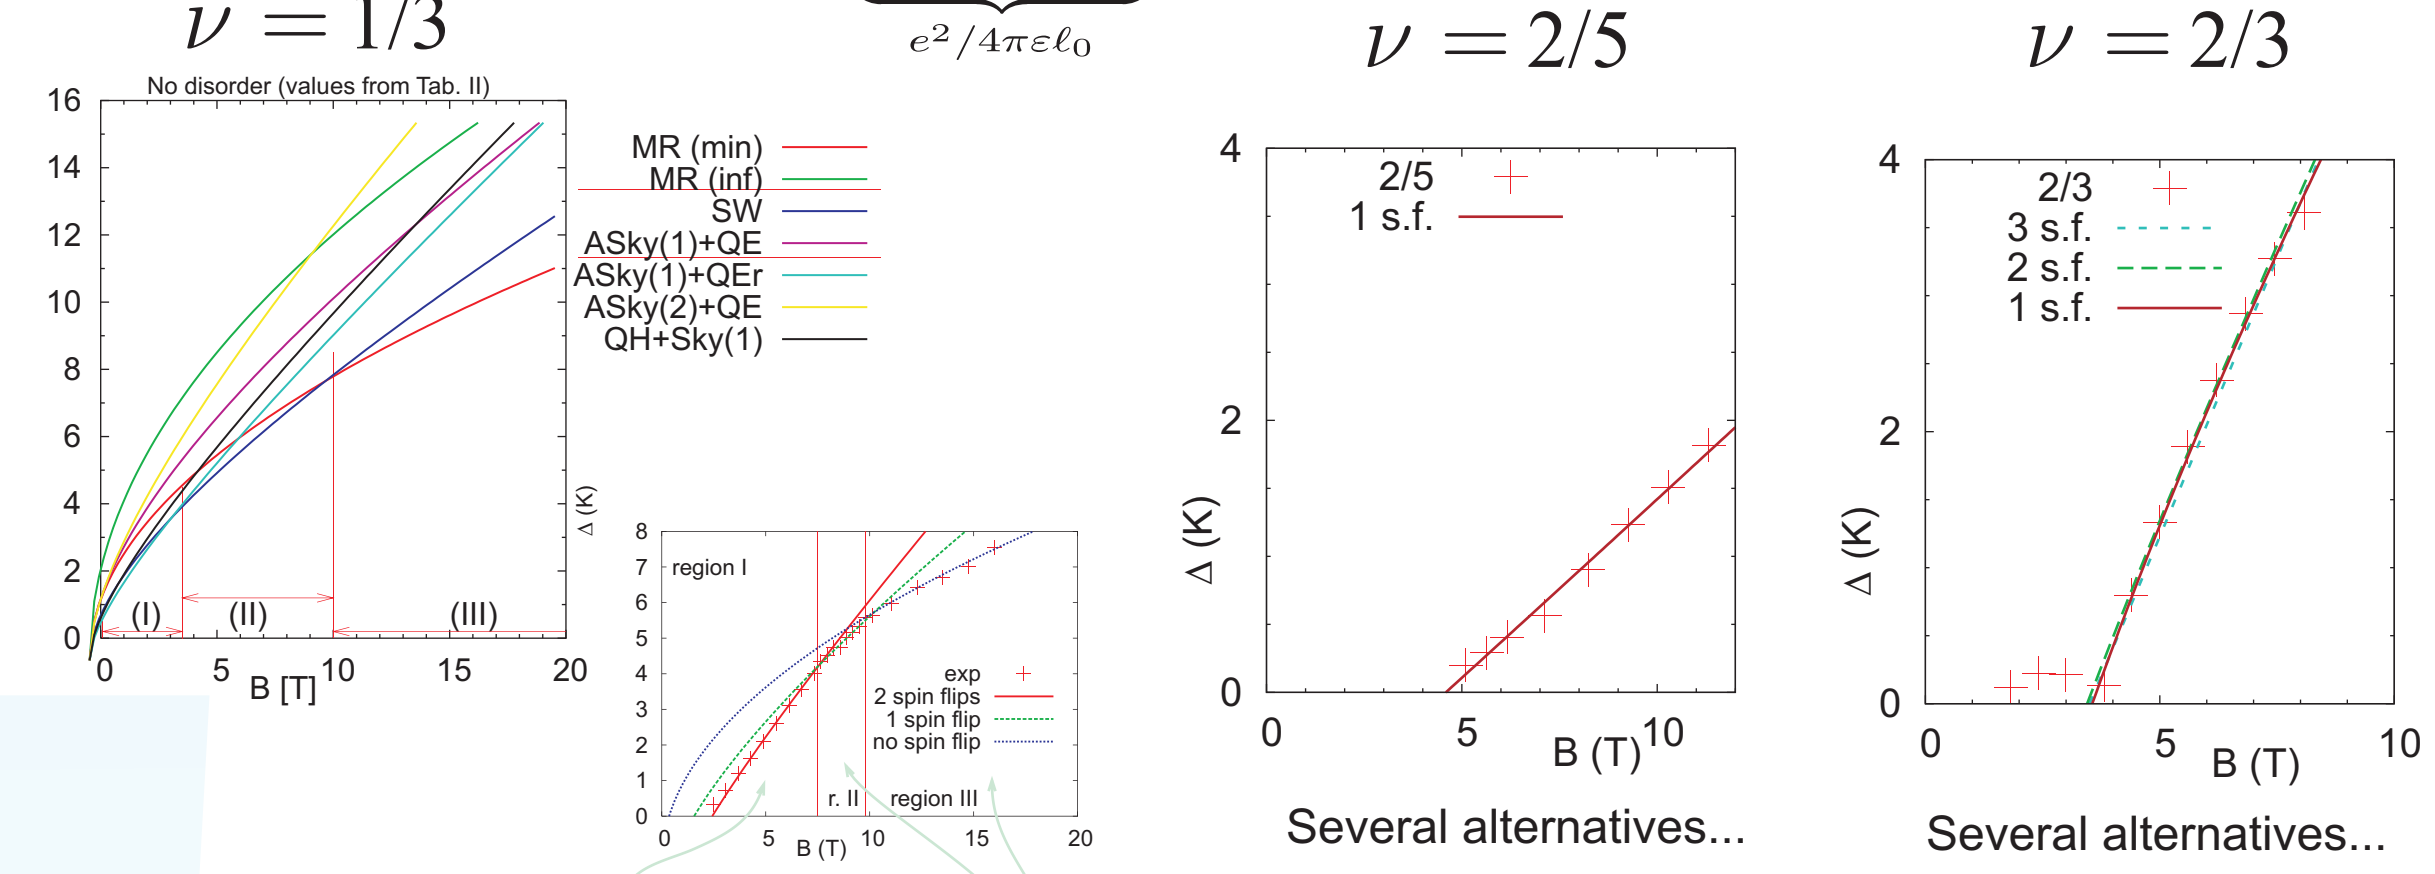 ν = 1/3
e²/4πεℓ₀
ν = 2/5
ν = 2/3
No disorder (values from Tab. II)
16
14
12
10
8
6
4
2
0
(I)
(II)
(III)
0 5 10 15 20
B [T]
MR (min)
MR (inf)
SW
ASky(1)+QE
ASky(1)+QEr
ASky(2)+QE
QH+Sky(1)
Δ (K)
8
7
6
5
4
3
2
1
0
region I
exp
2 spin flips
1 spin flip
no spin flip
r. II
region III
0 5 10 15 20
B (T)
4
2
0
Δ (K)
2/5
1 s.f.
0 5 10
B (T)
Several alternatives...
4
2
0
Δ (K)
2/3
3 s.f.
2 s.f.
1 s.f.
0 5 10
B (T)
Several alternatives...